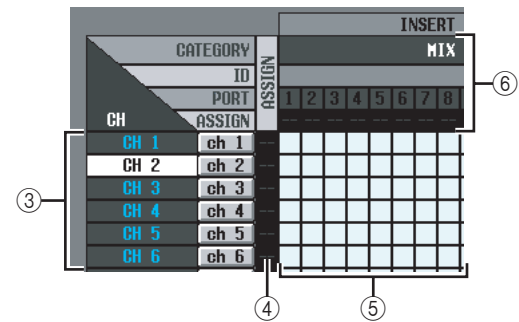 INSERT
CATEGORY MIX
ID
PORT
ASSIGN
1 2 3 4 5 6 7 8
CH ASSIGN -- -- -- -- -- -- -- --
CH 1 ch 1 --
CH 2 ch 2 --
CH 3 ch 3 --
CH 4 ch 4 --
CH 5 ch 5 --
CH 6 ch 6 --
③
④
⑤
⑥